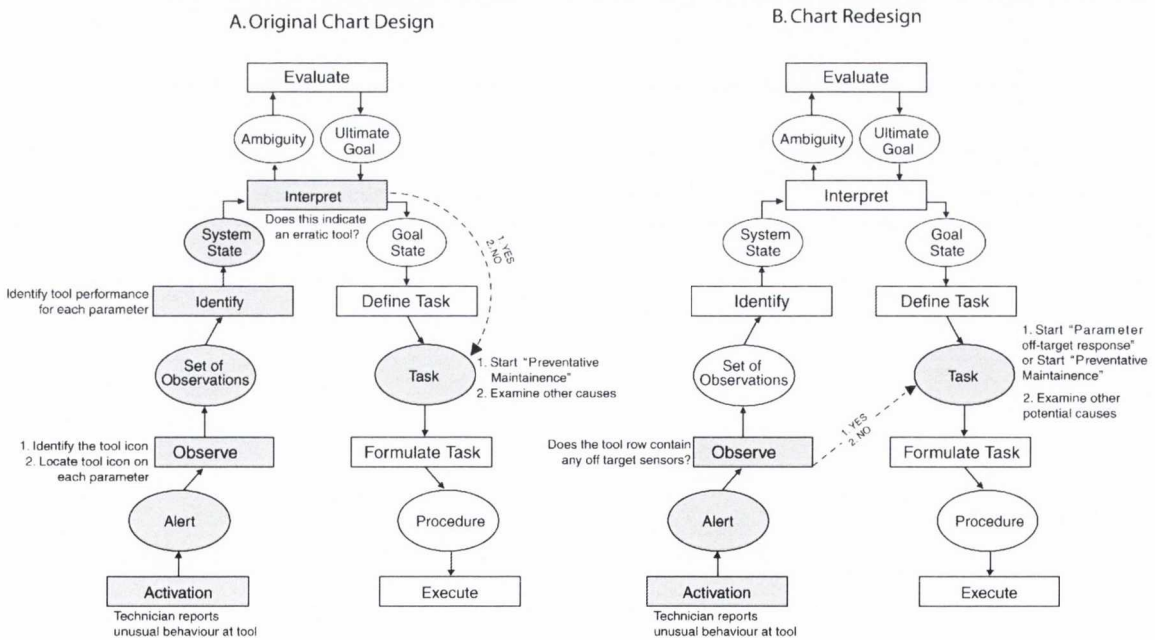 A. Original Chart Design
Evaluate
Ambiguity
Ultimate
Goal
Interpret
Does this indicate
an erratic tool?
System
State
Goal
State
1. YES
2. NO
Identify tool performance
for each parameter
Identify
Define Task
Set of
Observations
Task
1. Start "Preventative
Maintainence"
2. Examine other causes
1. Identify the tool icon
2. Locate tool icon on
each parameter
Observe
Formulate Task
Alert
Procedure
Activation
Execute
Technician reports
unusual behaviour at tool
B. Chart Redesign
Evaluate
Ambiguity
Ultimate
Goal
Interpret
System
State
Goal
State
Identify
Define Task
Set of
Observations
Task
1. Start "Parameter
off-target response"
or Start "Preventative
Maintainence"
2. Examine other
potential causes
1. YES
2. NO
Does the tool row contain
any off target sensors?
Observe
Formulate Task
Alert
Procedure
Activation
Execute
Technician reports
unusual behaviour at tool